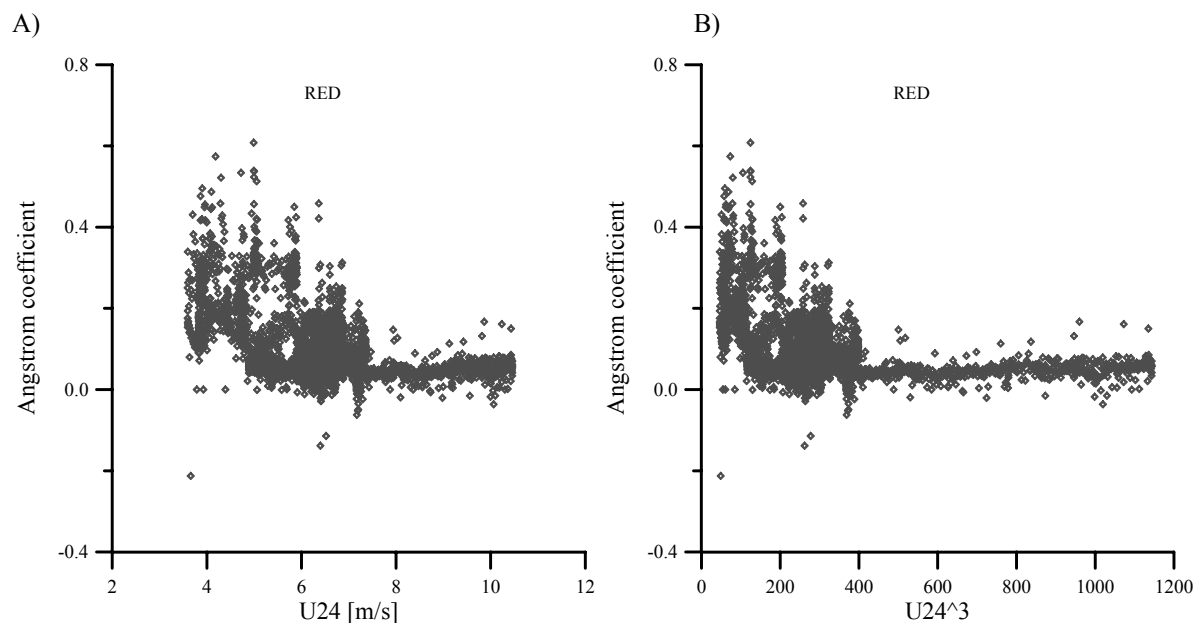 A)
0.8
0.4
0.0
-0.4
Angstrom coefficient
RED
2 4 6 8 10 12
U24 [m/s]
B)
0.8
0.4
0.0
-0.4
Angstrom coefficient
RED
0 200 400 600 800 1000 1200
U24^3